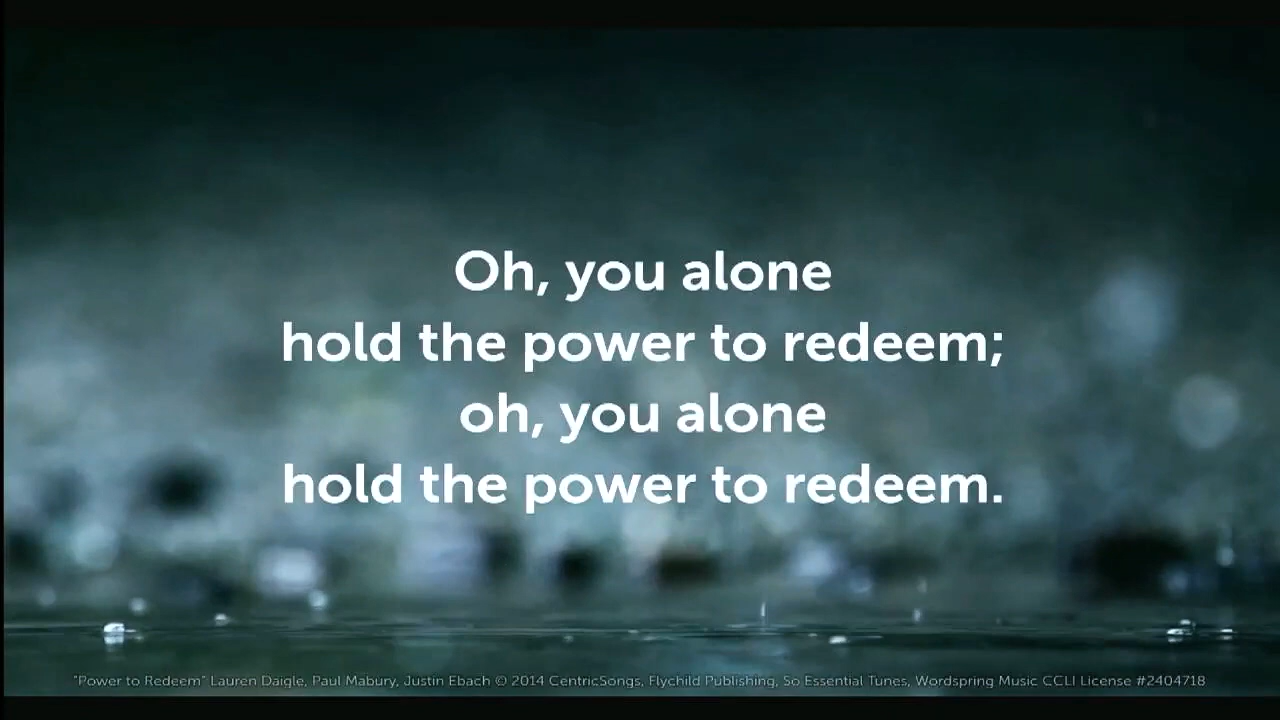 Oh, you alone
hold the power to redeem;
oh, you alone
hold the power to redeem.
"Power to Redeem" Lauren Daigle, Paul Mabury, Justin Ebach © 2014 CentricSongs, Flychild Publishing, So Essential Tunes, Wordspring Music CCLI License #2404718